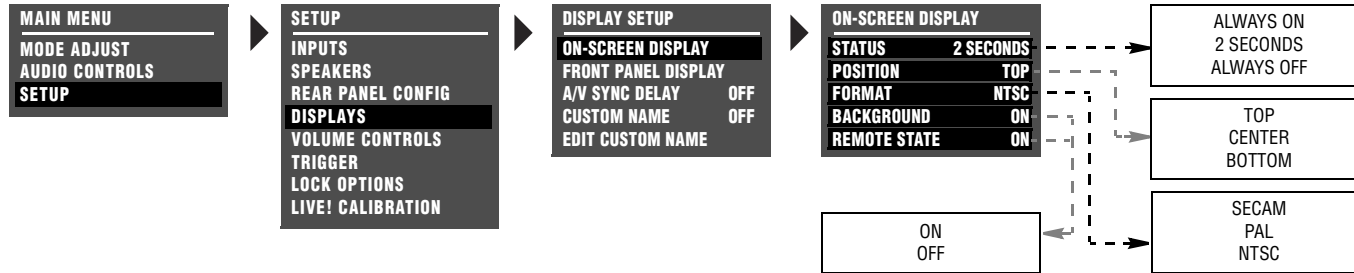 MAIN MENU
MODE ADJUST
AUDIO CONTROLS
SETUP
SETUP
INPUTS
SPEAKERS
REAR PANEL CONFIG
DISPLAYS
VOLUME CONTROLS
TRIGGER
LOCK OPTIONS
LIVE! CALIBRATION
DISPLAY SETUP
ON-SCREEN DISPLAY
FRONT PANEL DISPLAY
A/V SYNC DELAY OFF
CUSTOM NAME OFF
EDIT CUSTOM NAME
ON-SCREEN DISPLAY
STATUS 2 SECONDS
POSITION TOP
FORMAT NTSC
BACKGROUND ON
REMOTE STATE ON
ALWAYS ON
2 SECONDS
ALWAYS OFF
TOP
CENTER
BOTTOM
SECAM
PAL
NTSC
ON
OFF